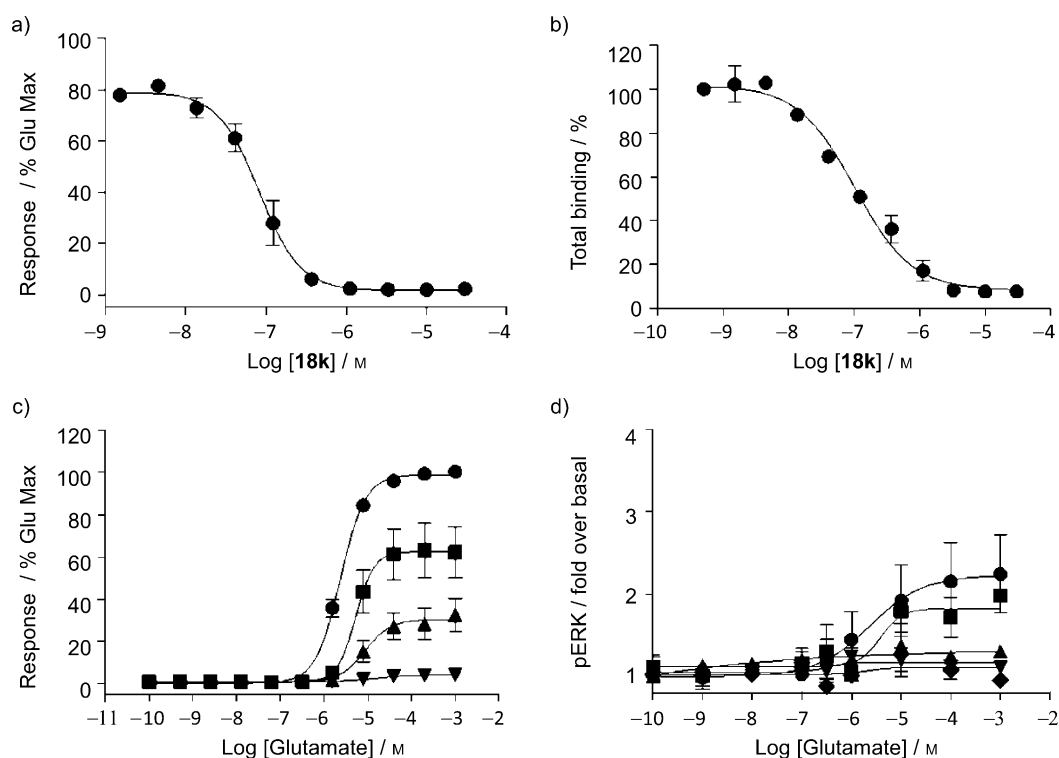 a)
100
80
60
40
20
0
Response / % Glu Max
−9 −8 −7 −6 −5 −4
Log [18k] / M
b)
120
100
80
60
40
20
0
Total binding / %
−10 −9 −8 −7 −6 −5 −4
Log [18k] / M
c)
120
100
80
60
40
20
0
Response / % Glu Max
−11 −10 −9 −8 −7 −6 −5 −4 −3 −2
Log [Glutamate] / M
d)
4
3
2
1
pERK / fold over basal
−10 −9 −8 −7 −6 −5 −4 −3 −2
Log [Glutamate] / M